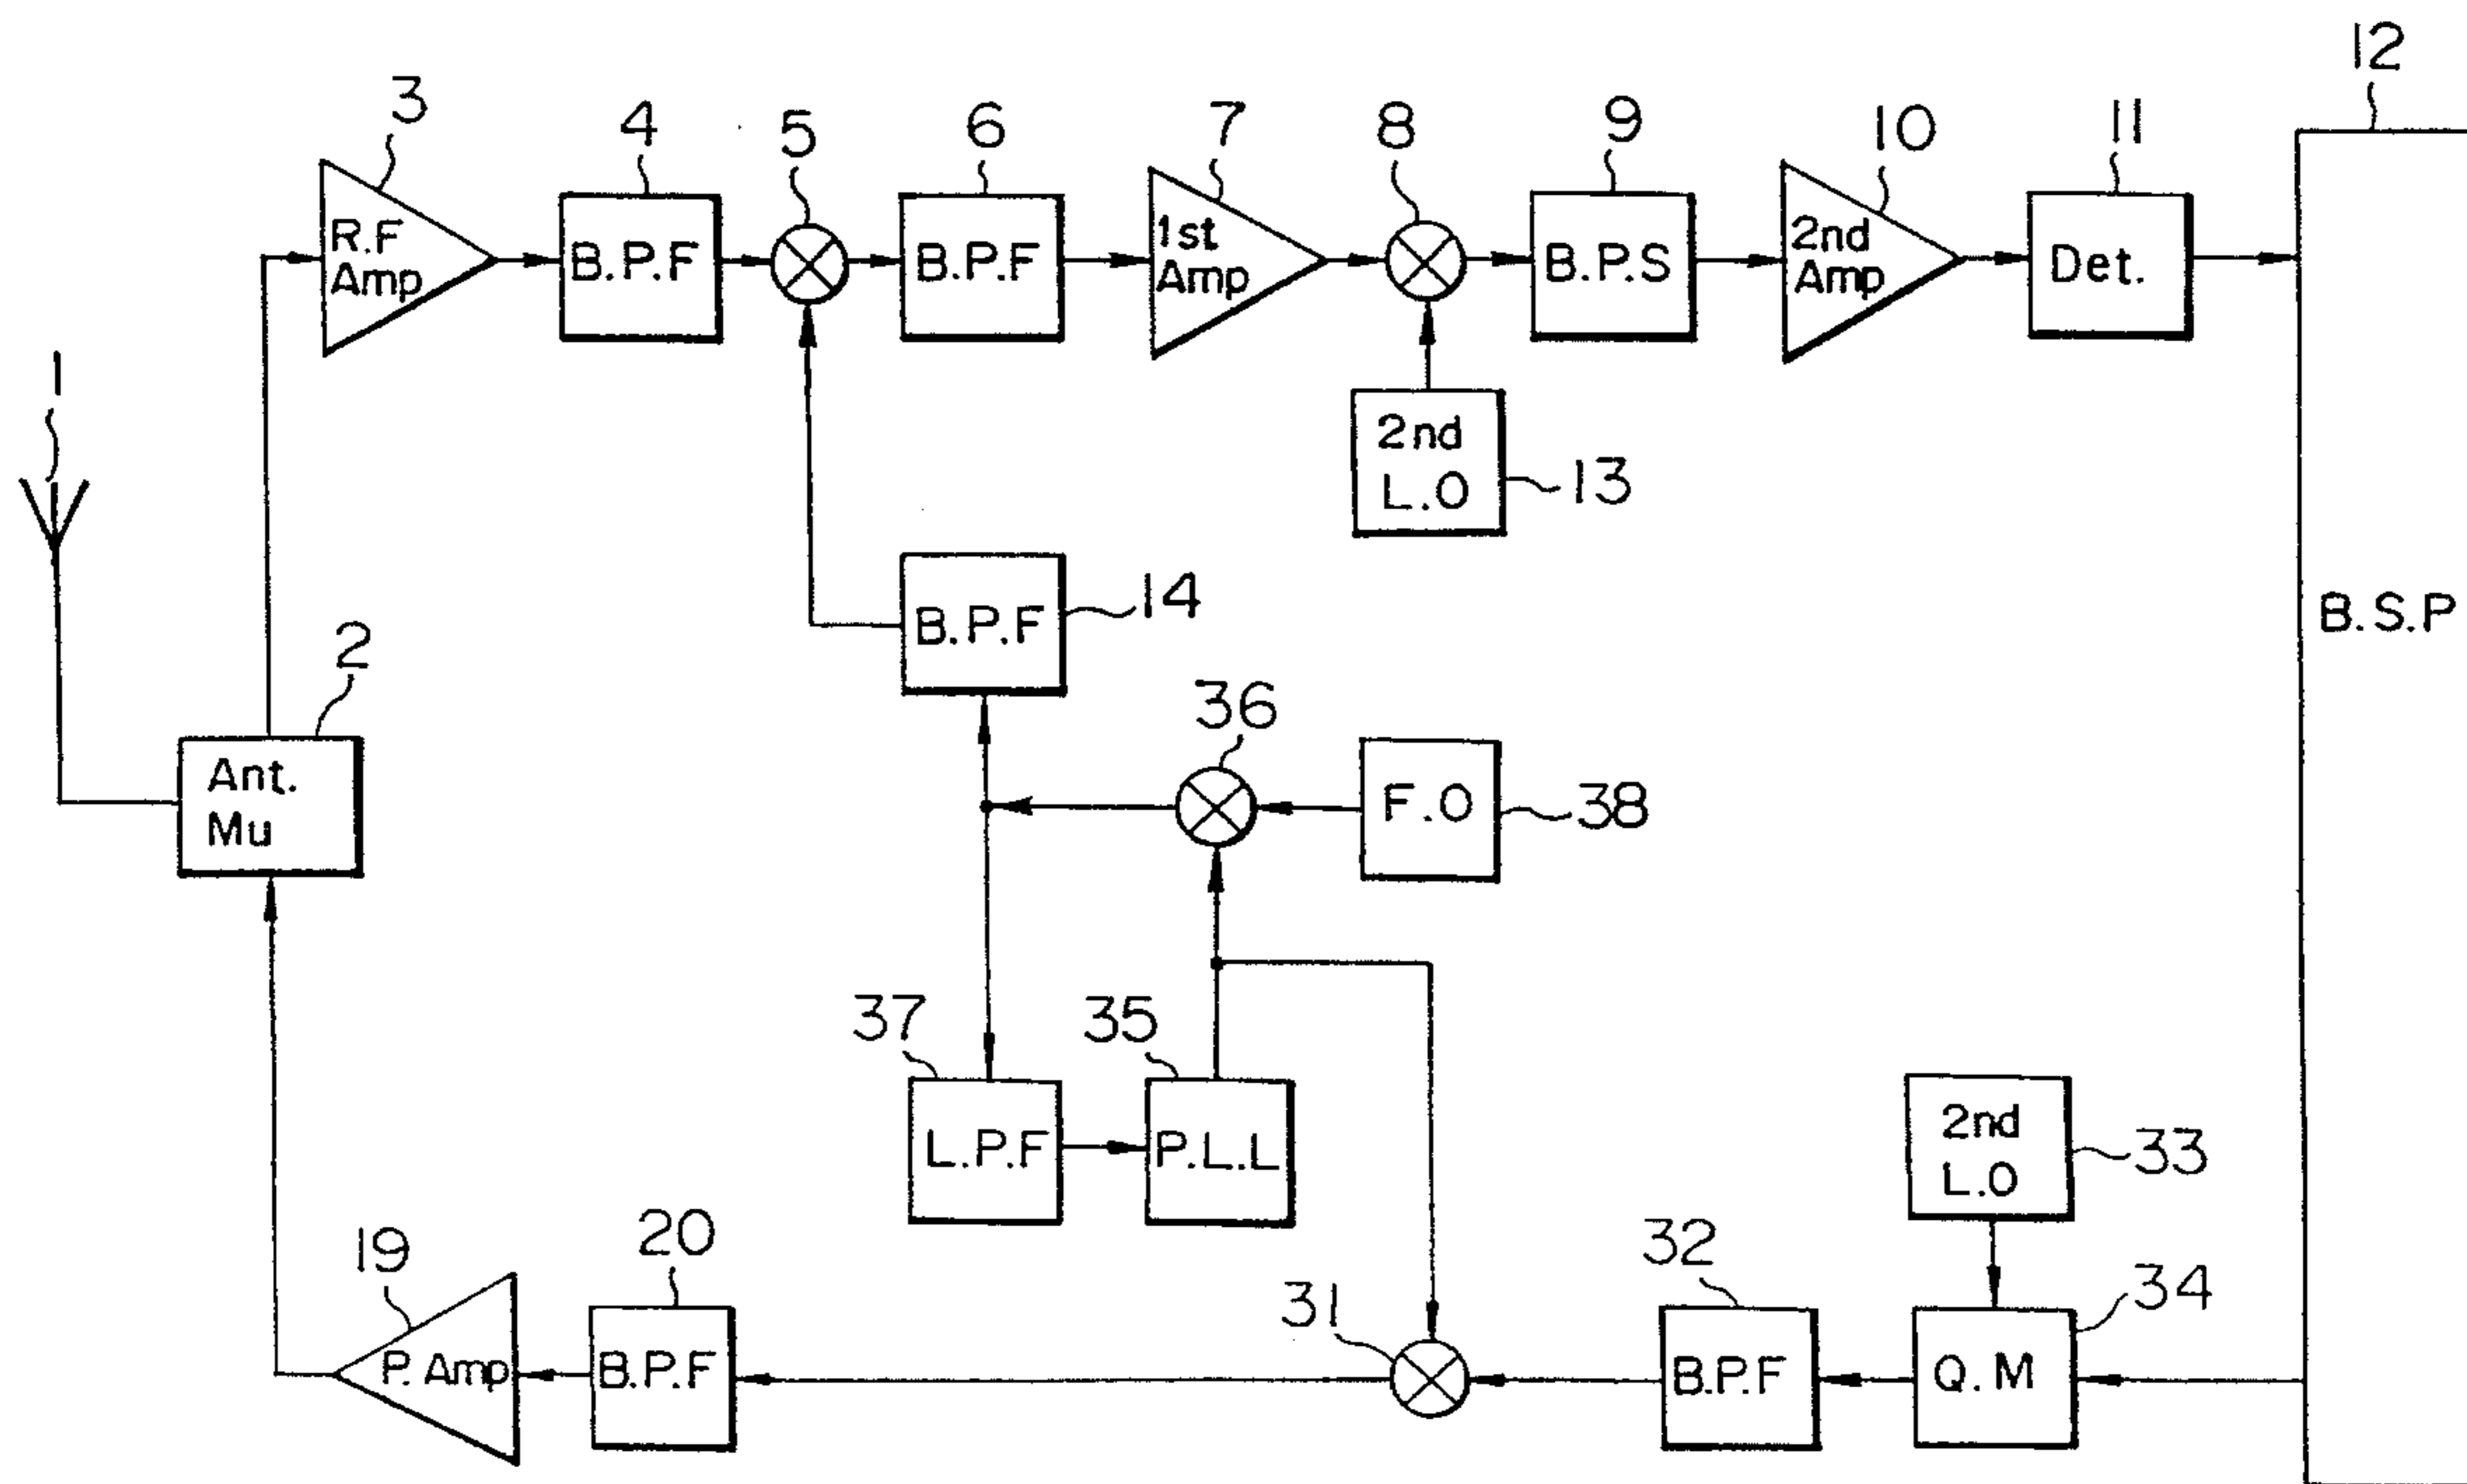 12
3
4
5
6
7
8
9
10
11
R.F
Amp
B.P.F
B.P.F
1st
Amp
B.P.S
2nd
Amp
Det.
1
2nd
L.O
13
B.P.F
14
B.S.P
2
36
Ant.
Mu
F.O
38
37
35
L.P.F
P.L.L
2nd
L.O
33
19
20
31
32
34
P. Amp
B.P.F
B.P.F
Q.M